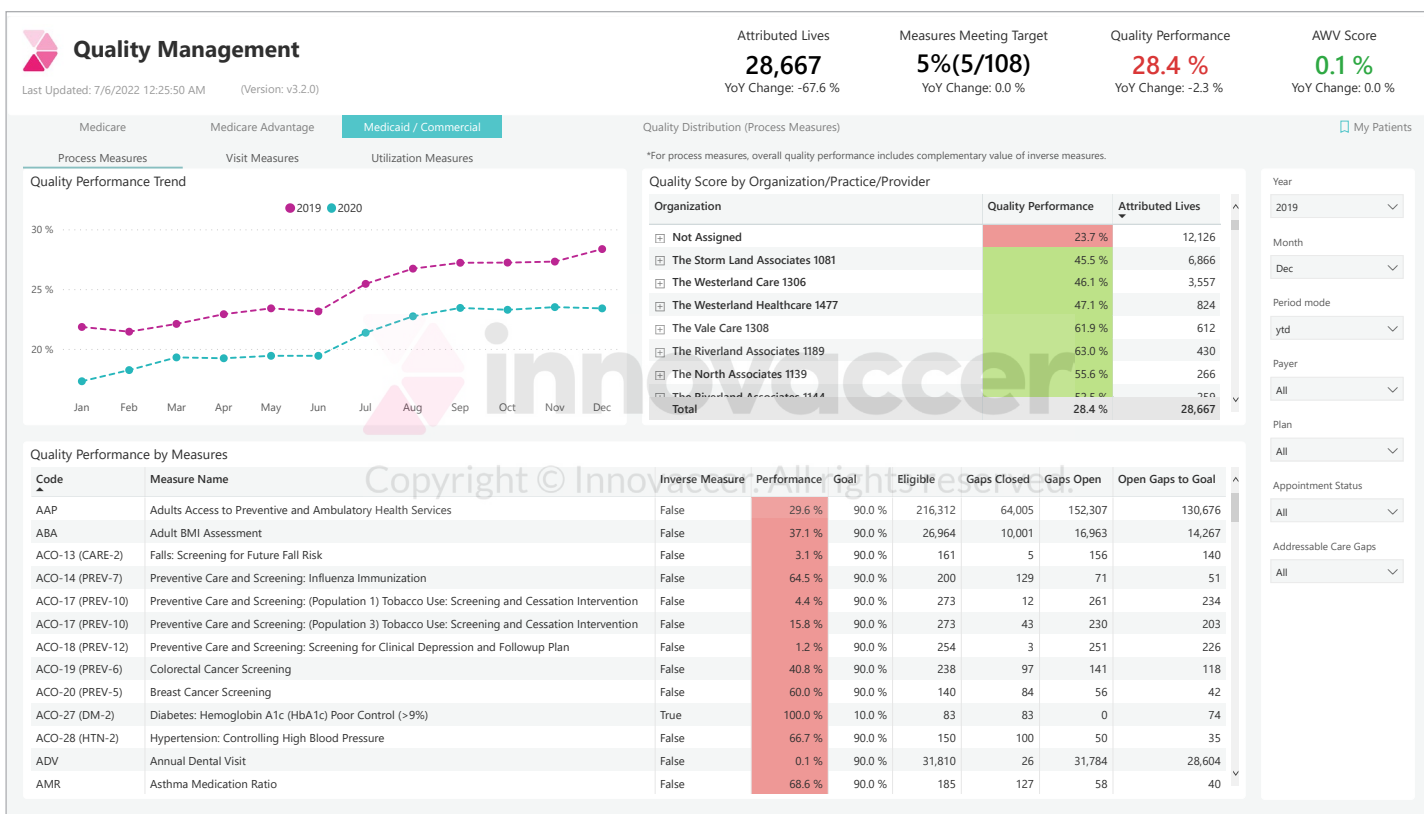 Quality Management
Last Updated: 7/6/2022 12:25:50 AM (Version: v3.2.0)
Attributed Lives
28,667
YoY Change: -67.6 %
Measures Meeting Target
5%(5/108)
YoY Change: 0.0 %
Quality Performance
28.4 %
YoY Change: -2.3 %
AWV Score
0.1 %
YoY Change: 0.0 %
Medicare Medicare Advantage Medicaid / Commercial
Quality Distribution (Process Measures)
My Patients
Process Measures Visit Measures Utilization Measures
*For process measures, overall quality performance includes complementary value of inverse measures.
Quality Performance Trend
2019 2020
30 %
25 %
20 %
Jan Feb Mar Apr May Jun Jul Aug Sep Oct Nov Dec
Quality Score by Organization/Practice/Provider
Organization Quality Performance Attributed Lives
Not Assigned 23.7 % 12,126
The Storm Land Associates 1081 45.5 % 6,866
The Westerland Care 1306 46.1 % 3,557
The Westerland Healthcare 1477 47.1 % 824
The Vale Care 1308 61.9 % 612
The Riverland Associates 1189 63.0 % 430
The North Associates 1139 55.6 % 266
The Riverland Associates 1144 52.5 % 259
Total 28.4 % 28,667
Year
2019
Month
Dec
Period mode
ytd
Payer
All
Plan
All
Appointment Status
All
Addressable Care Gaps
All
innovaccer
Copyright © Innovaccer. All rights reserved.
Quality Performance by Measures
Code Measure Name Inverse Measure Performance Goal Eligible Gaps Closed Gaps Open Open Gaps to Goal
AAP Adults Access to Preventive and Ambulatory Health Services False 29.6 % 90.0 % 216,312 64,005 152,307 130,676
ABA Adult BMI Assessment False 37.1 % 90.0 % 26,964 10,001 16,963 14,267
ACO-13 (CARE-2) Falls: Screening for Future Fall Risk False 3.1 % 90.0 % 161 5 156 140
ACO-14 (PREV-7) Preventive Care and Screening: Influenza Immunization False 64.5 % 90.0 % 200 129 71 51
ACO-17 (PREV-10) Preventive Care and Screening: (Population 1) Tobacco Use: Screening and Cessation Intervention False 4.4 % 90.0 % 273 12 261 234
ACO-17 (PREV-10) Preventive Care and Screening: (Population 3) Tobacco Use: Screening and Cessation Intervention False 15.8 % 90.0 % 273 43 230 203
ACO-18 (PREV-12) Preventive Care and Screening: Screening for Clinical Depression and Followup Plan False 1.2 % 90.0 % 254 3 251 226
ACO-19 (PREV-6) Colorectal Cancer Screening False 40.8 % 90.0 % 238 97 141 118
ACO-20 (PREV-5) Breast Cancer Screening False 60.0 % 90.0 % 140 84 56 42
ACO-27 (DM-2) Diabetes: Hemoglobin A1c (HbA1c) Poor Control (>9%) True 100.0 % 10.0 % 83 83 0 74
ACO-28 (HTN-2) Hypertension: Controlling High Blood Pressure False 66.7 % 90.0 % 150 100 50 35
ADV Annual Dental Visit False 0.1 % 90.0 % 31,810 26 31,784 28,604
AMR Asthma Medication Ratio False 68.6 % 90.0 % 185 127 58 40